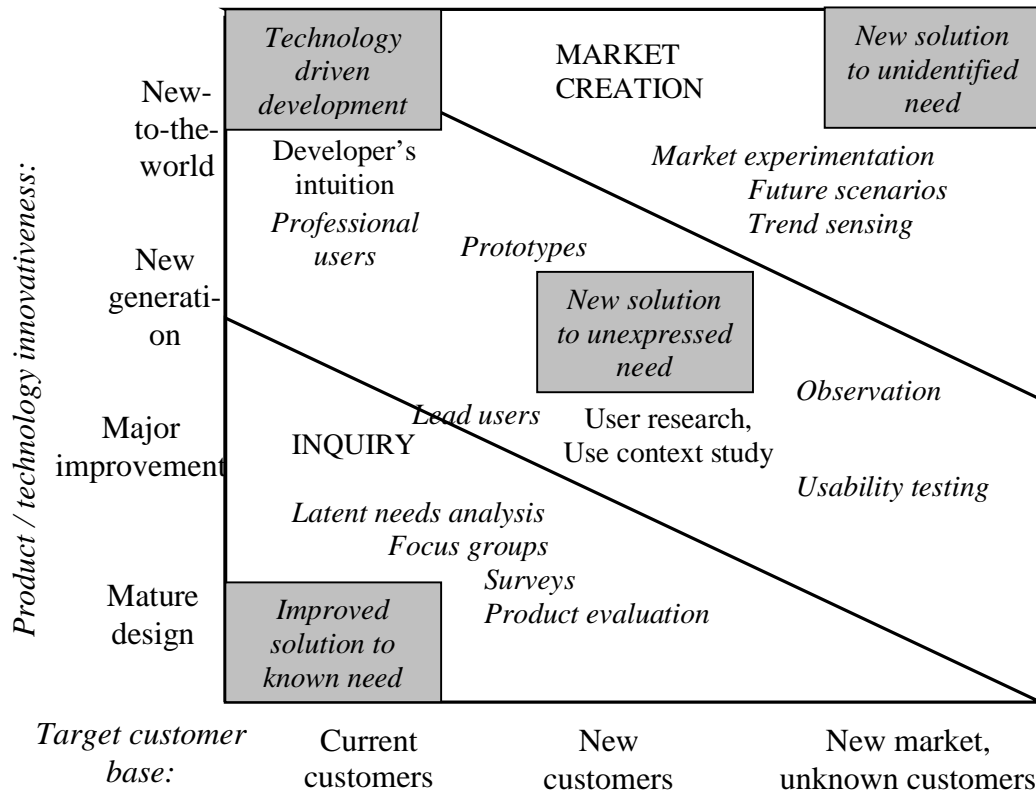 Technology
driven
development
MARKET
CREATION
New solution
to unidentified
need
New-
to-the-
world
Developer’s
intuition
Market experimentation
Future scenarios
Trend sensing
Professional
users
Prototypes
New
generati-
on
New solution
to unexpressed
need
Observation
Product / technology innovativeness:
Major
improvement
Lead users
INQUIRY
User research,
Use context study
Usability testing
Latent needs analysis
Focus groups
Surveys
Product evaluation
Mature
design
Improved
solution to
known need
Target customer
base:
Current
customers
New
customers
New market,
unknown customers